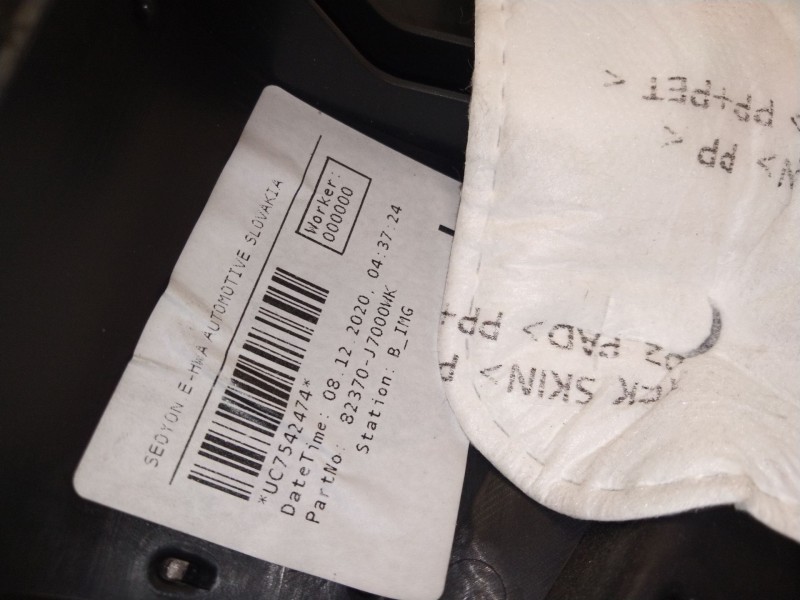 SEOYON E-HWA AUTOMOTIVE SLOVAKIA
Worker:
000000
*UC7542474*
DateTime: 08.12.2020. 04:37:24
PartNo: 82370-J7000WK
Station: B_IMG
> PP+PET <
> PP <
PP+
PAD>
SKIN>